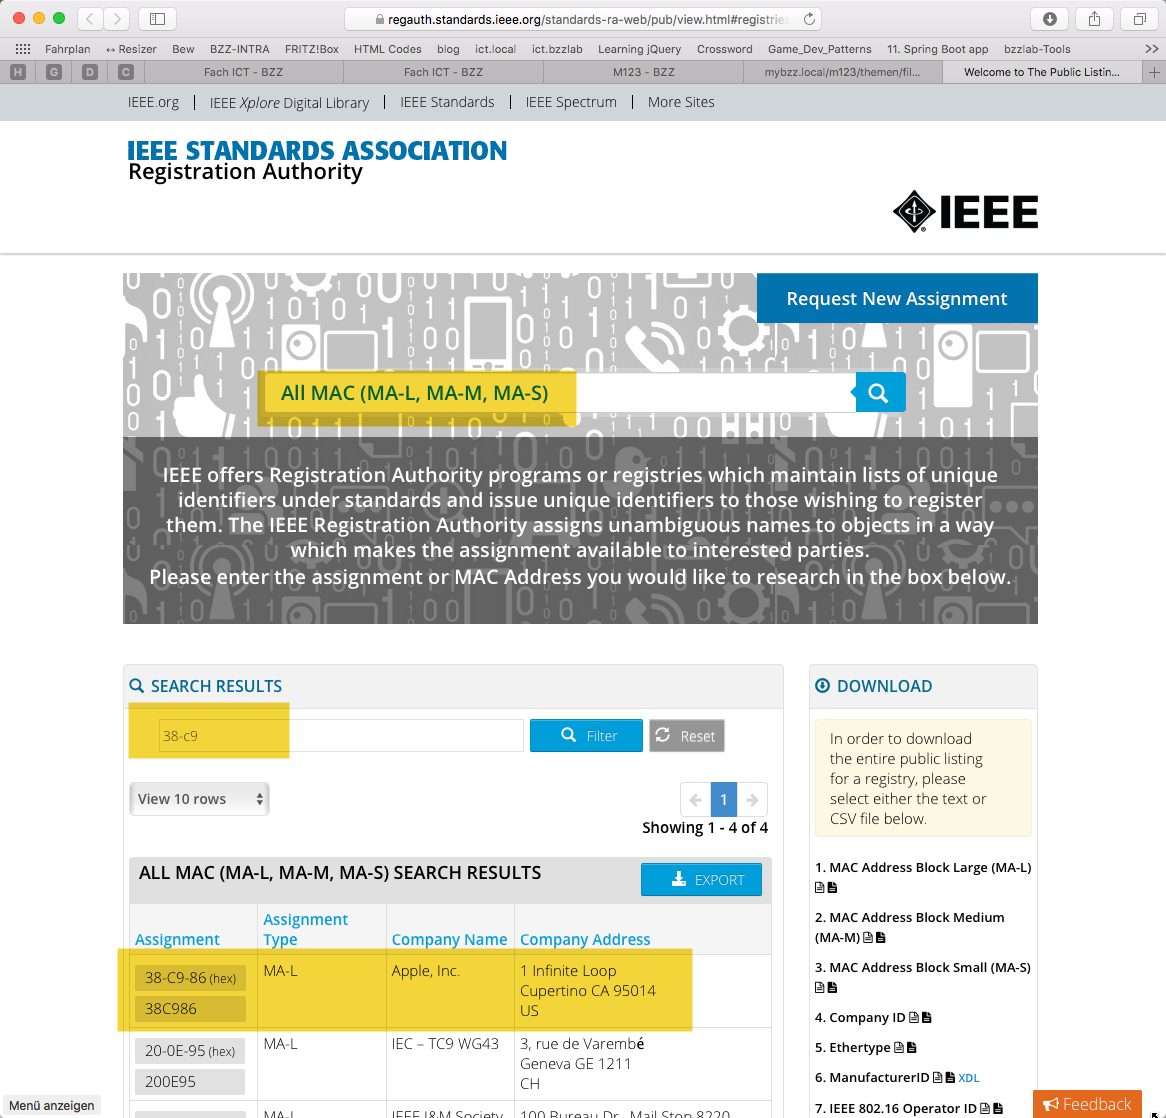 regauth.standards.ieee.org/standards-ra-web/pub/view.html#registrie
Fahrplan ↔ Resizer Bew BZZ-INTRA FRITZ!Box HTML Codes blog ict.local ict.bzzlab Learning jQuery Crossword Game_Dev_Patterns 11. Spring Boot app bzzlab-Tools >>
H G D C Fach ICT - BZZ Fach ICT - BZZ M123 - BZZ mybzz.local/m123/themen/fil... Welcome to The Public Listin... +
IEEE.org | IEEE Xplore Digital Library | IEEE Standards | IEEE Spectrum | More Sites
IEEE STANDARDS ASSOCIATION
Registration Authority
IEEE
Request New Assignment
All MAC (MA-L, MA-M, MA-S)
IEEE offers Registration Authority programs or registries which maintain lists of unique
identifiers under standards and issue unique identifiers to those wishing to register
them. The IEEE Registration Authority assigns unambiguous names to objects in a way
which makes the assignment available to interested parties.
Please enter the assignment or MAC Address you would like to research in the box below.
SEARCH RESULTS
38-c9
Filter
Reset
View 10 rows
1
Showing 1 - 4 of 4
ALL MAC (MA-L, MA-M, MA-S) SEARCH RESULTS
EXPORT
Assignment
Assignment
Type
Company Name
Company Address
38-C9-86 (hex)
38C986
MA-L
Apple, Inc.
1 Infinite Loop
Cupertino CA 95014
US
20-0E-95 (hex)
200E95
MA-L
IEC – TC9 WG43
3, rue de Varembé
Geneva GE 1211
CH
MA-L
IEEE I&M Society
100 Bureau Dr., Mail Stop 8220
DOWNLOAD
In order to download
the entire public listing
for a registry, please
select either the text or
CSV file below.
1. MAC Address Block Large (MA-L)
2. MAC Address Block Medium
(MA-M)
3. MAC Address Block Small (MA-S)
4. Company ID
5. Ethertype
6. ManufacturerID XDL
7. IEEE 802.16 Operator ID
Menü anzeigen
Feedback